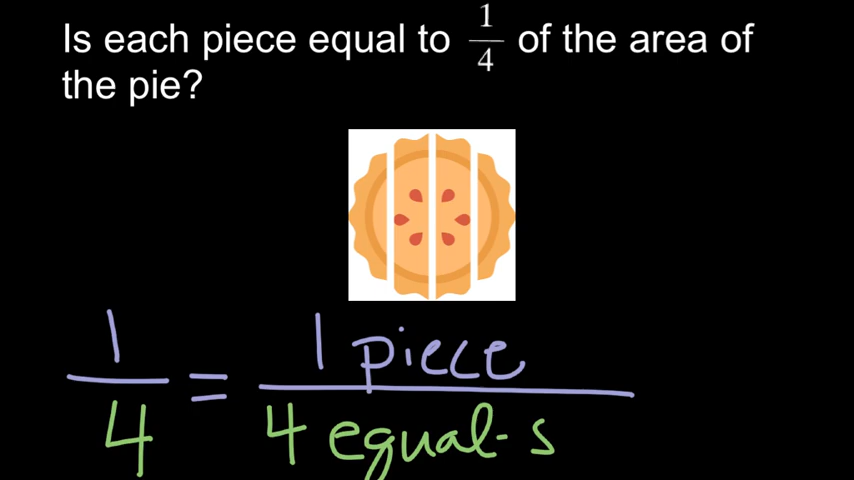 Is each piece equal to 1/4 of the area of
the pie?
1/4 = 1 piece / 4 equal-s